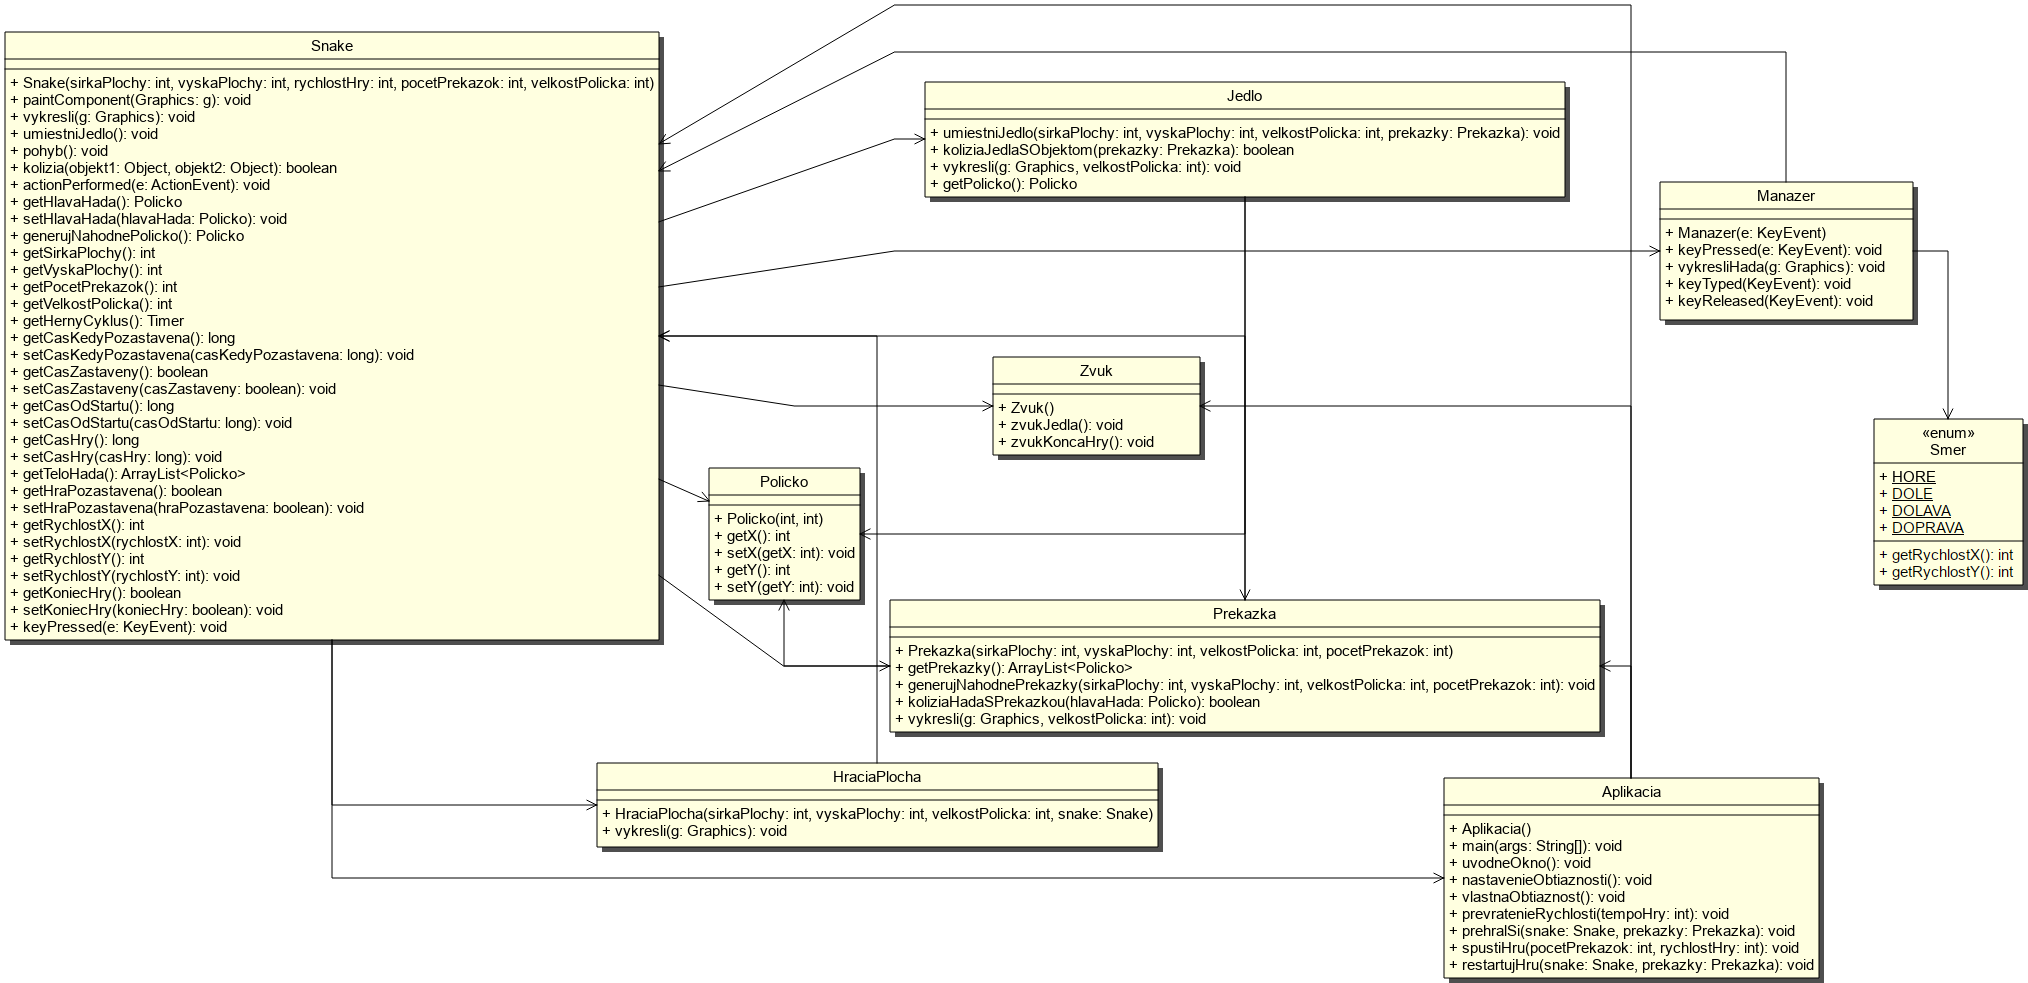 Snake
+ Snake(sirkaPlochy: int, vyskaPlochy: int, rychlostHry: int, pocetPrekazok: int, velkostPolicka: int)
+ paintComponent(Graphics: g): void
+ vykresli(g: Graphics): void
+ umiestniJedlo(): void
+ pohyb(): void
+ kolizia(objekt1: Object, objekt2: Object): boolean
+ actionPerformed(e: ActionEvent): void
+ getHlavaHada(): Policko
+ setHlavaHada(hlavaHada: Policko): void
+ generujNahodnePolicko(): Policko
+ getSirkaPlochy(): int
+ getVyskaPlochy(): int
+ getPocetPrekazok(): int
+ getVelkostPolicka(): int
+ getHernyCyklus(): Timer
+ getCasKedyPozastavena(): long
+ setCasKedyPozastavena(casKedyPozastavena: long): void
+ getCasZastaveny(): boolean
+ setCasZastaveny(casZastaveny: boolean): void
+ getCasOdStartu(): long
+ setCasOdStartu(casOdStartu: long): void
+ getCasHry(): long
+ setCasHry(casHry: long): void
+ getTeloHada(): ArrayList<Policko>
+ getHraPozastavena(): boolean
+ setHraPozastavena(hraPozastavena: boolean): void
+ getRychlostX(): int
+ setRychlostX(rychlostX: int): void
+ getRychlostY(): int
+ setRychlostY(rychlostY: int): void
+ getKoniecHry(): boolean
+ setKoniecHry(koniecHry: boolean): void
+ keyPressed(e: KeyEvent): void
Jedlo
+ umiestniJedlo(sirkaPlochy: int, vyskaPlochy: int, velkostPolicka: int, prekazky: Prekazka): void
+ koliziaJedlaSObjektom(prekazky: Prekazka): boolean
+ vykresli(g: Graphics, velkostPolicka: int): void
+ getPolicko(): Policko
Manazer
+ Manazer(e: KeyEvent)
+ keyPressed(e: KeyEvent): void
+ vykresliHada(g: Graphics): void
+ keyTyped(KeyEvent): void
+ keyReleased(KeyEvent): void
Zvuk
+ Zvuk()
+ zvukJedla(): void
+ zvukKoncaHry(): void
«enum»
Smer
+ HORE
+ DOLE
+ DOLAVA
+ DOPRAVA
+ getRychlostX(): int
+ getRychlostY(): int
Policko
+ Policko(int, int)
+ getX(): int
+ setX(getX: int): void
+ getY(): int
+ setY(getY: int): void
Prekazka
+ Prekazka(sirkaPlochy: int, vyskaPlochy: int, velkostPolicka: int, pocetPrekazok: int)
+ getPrekazky(): ArrayList<Policko>
+ generujNahodnePrekazky(sirkaPlochy: int, vyskaPlochy: int, velkostPolicka: int, pocetPrekazok: int): void
+ koliziaHadaSPrekazkou(hlavaHada: Policko): boolean
+ vykresli(g: Graphics, velkostPolicka: int): void
HraciaPlocha
+ HraciaPlocha(sirkaPlochy: int, vyskaPlochy: int, velkostPolicka: int, snake: Snake)
+ vykresli(g: Graphics): void
Aplikacia
+ Aplikacia()
+ main(args: String[]): void
+ uvodneOkno(): void
+ nastavenieObtiaznosti(): void
+ vlastnaObtiaznost(): void
+ prevratenieRychlosti(tempoHry: int): void
+ prehralSi(snake: Snake, prekazky: Prekazka): void
+ spustiHru(pocetPrekazok: int, rychlostHry: int): void
+ restartujHru(snake: Snake, prekazky: Prekazka): void